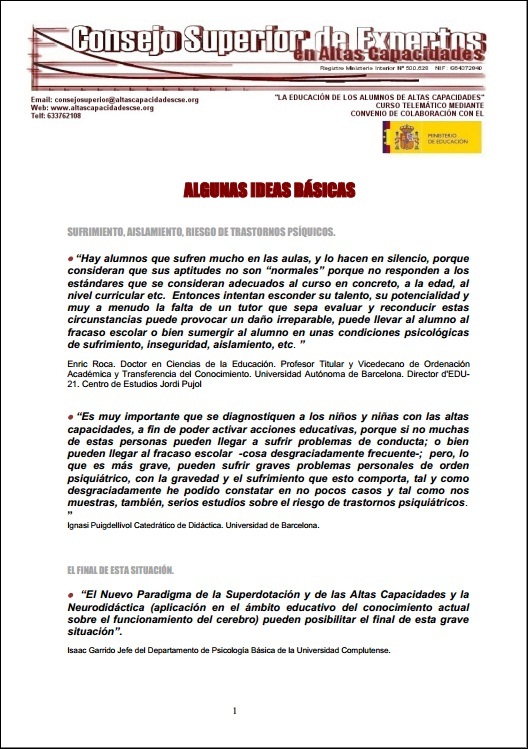 Consejo Superior de Expertos
en Altas Capacidades
Registro Ministerio Interior Nº 590.629 NIF: G64072840
Email: consejosuperior@altascapacidadescse.org
Web: www.altascapacidadescse.org
Telf: 633762108
"LA EDUCACIÓN DE LOS ALUMNOS DE ALTAS CAPACIDADES"
CURSO TELEMÁTICO MEDIANTE
CONVENIO DE COLABORACIÓN CON EL
MINISTERIO
DE EDUCACIÓN
ALGUNAS IDEAS BÁSICAS
SUFRIMIENTO, AISLAMIENTO, RIESGO DE TRASTORNOS PSÍQUICOS.
● “Hay alumnos que sufren mucho en las aulas, y lo hacen en silencio, porque
consideran que sus aptitudes no son “normales” porque no responden a los
estándares que se consideran adecuados al curso en concreto, a la edad, al
nivel curricular etc. Entonces intentan esconder su talento, su potencialidad y
muy a menudo la falta de un tutor que sepa evaluar y reconducir estas
circunstancias puede provocar un daño irreparable, puede llevar al alumno al
fracaso escolar o bien sumergir al alumno en unas condiciones psicológicas
de sufrimiento, inseguridad, aislamiento, etc. ”
Enric Roca. Doctor en Ciencias de la Educación. Profesor Titular y Vicedecano de Ordenación
Académica y Transferencia del Conocimiento. Universidad Autónoma de Barcelona. Director d'EDU-
21. Centro de Estudios Jordi Pujol
● “Es muy importante que se diagnostiquen a los niños y niñas con las altas
capacidades, a fin de poder activar acciones educativas, porque si no muchas
de estas personas pueden llegar a sufrir problemas de conducta; o bien
pueden llegar al fracaso escolar -cosa desgraciadamente frecuente-; pero, lo
que es más grave, pueden sufrir graves problemas personales de orden
psiquiátrico, con la gravedad y el sufrimiento que esto comporta, tal y como
desgraciadamente he podido constatar en no pocos casos y tal como nos
muestras, también, serios estudios sobre el riesgo de trastornos psiquiátricos.
”
Ignasi Puigdellívol Catedrático de Didáctica. Universidad de Barcelona.
EL FINAL DE ESTA SITUACIÓN.
● “El Nuevo Paradigma de la Superdotación y de las Altas Capacidades y la
Neurodidáctica (aplicación en el ámbito educativo del conocimiento actual
sobre el funcionamiento del cerebro) pueden posibilitar el final de esta grave
situación”.
Isaac Garrido Jefe del Departamento de Psicología Básica de la Universidad Complutense.
1